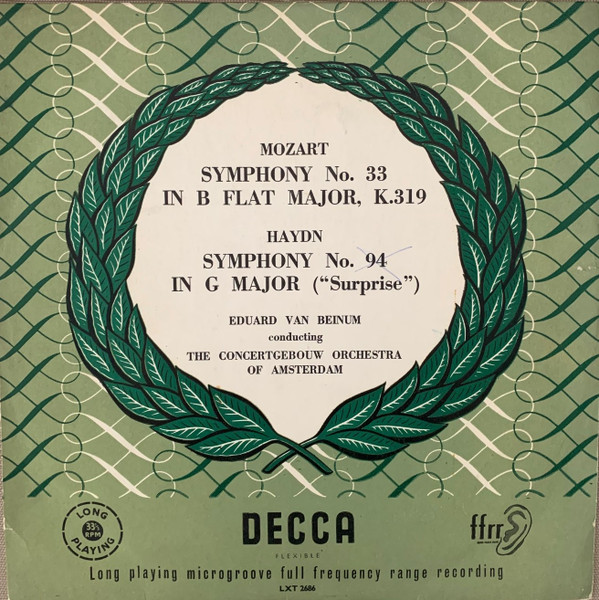 MOZART
SYMPHONY No. 33
IN B FLAT MAJOR, K.319
HAYDN
SYMPHONY No. 94
IN G MAJOR (“Surprise”)
EDUARD VAN BEINUM
conducting
THE CONCERTGEBOUW ORCHESTRA
OF AMSTERDAM
LONG
33⅓
RPM
PLAYING
DECCA
FLEXIBLE
ffrr
Long playing microgroove full frequency range recording
LXT 2686